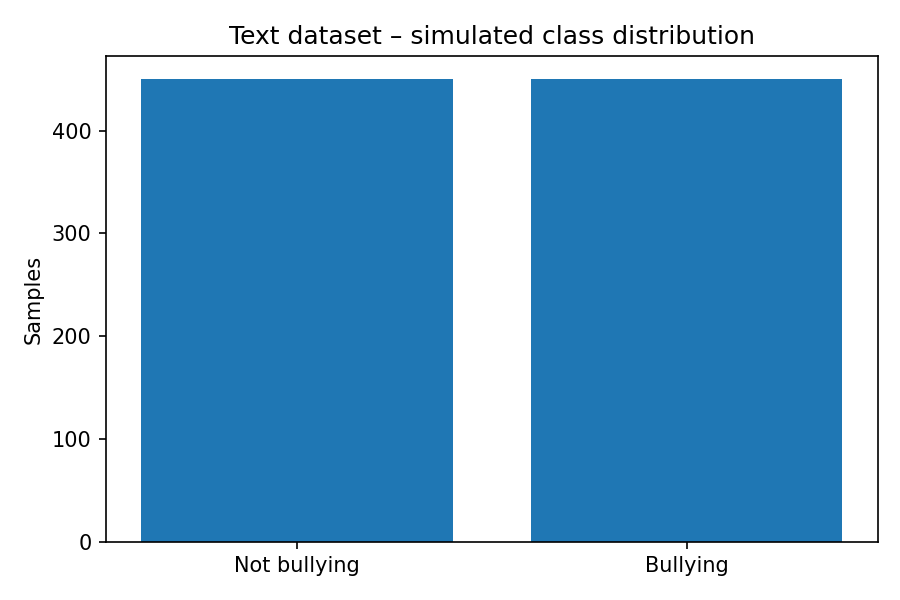 Text dataset – simulated class distribution
Samples
400
300
200
100
0
Not bullying
Bullying